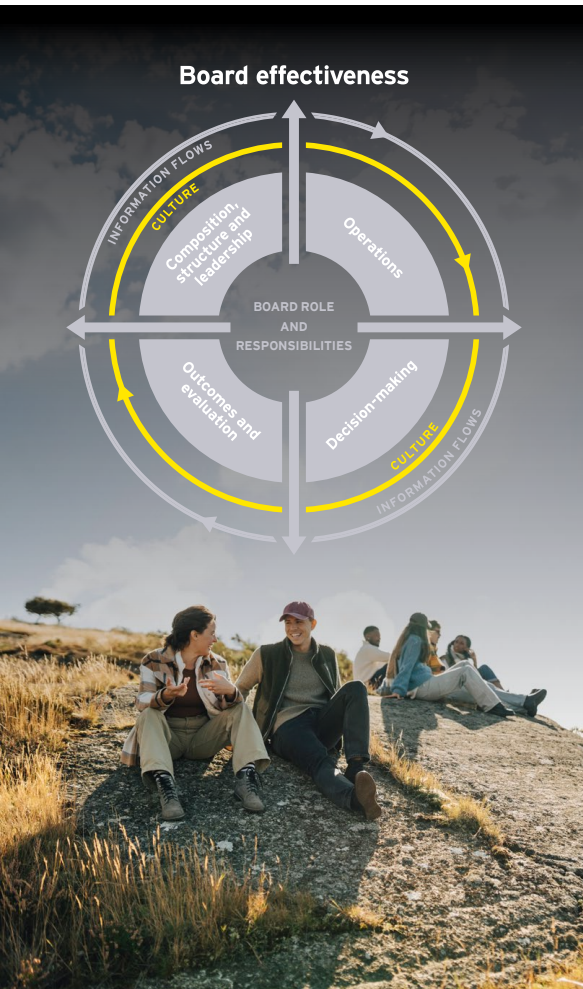 Board effectiveness
INFORMATION FLOWS
CULTURE
Composition,
structure and
leadership
Operations
BOARD ROLE
AND
RESPONSIBILITIES
Outcomes and
evaluation
Decision-making
CULTURE
INFORMATION FLOWS